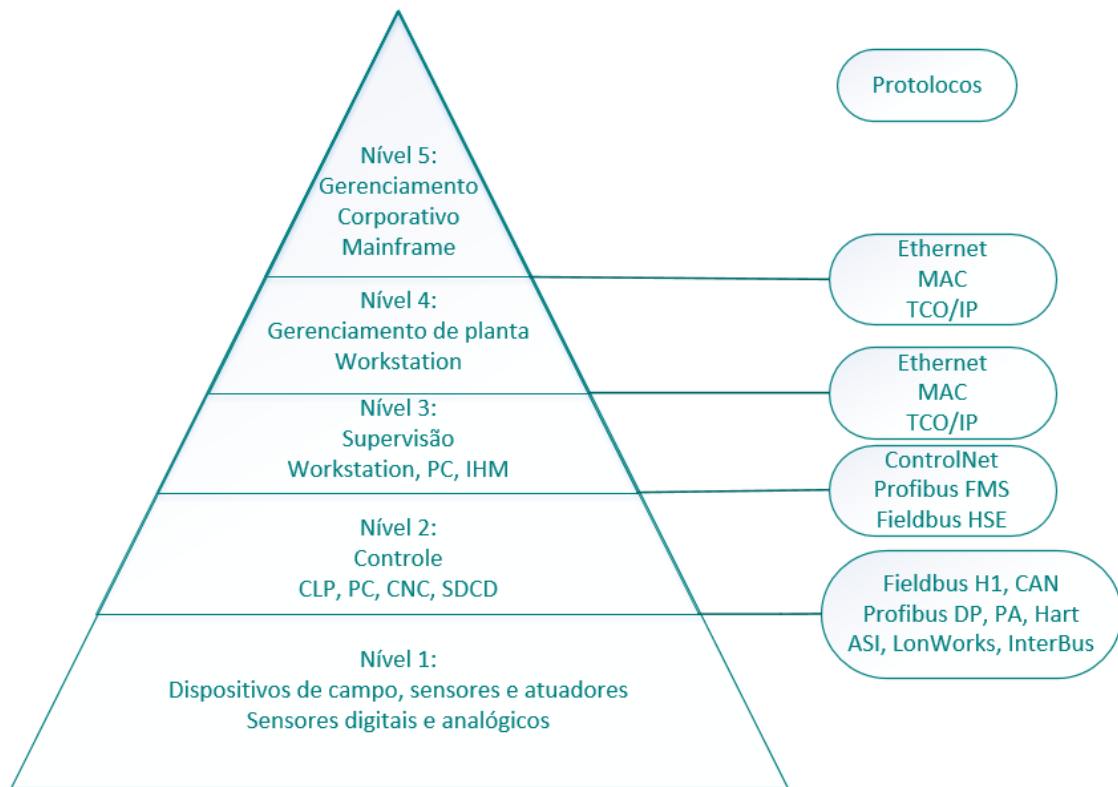 Protolocos
Nível 5:
Gerenciamento
Corporativo
Mainframe
Ethernet
MAC
TCO/IP
Nível 4:
Gerenciamento de planta
Workstation
Ethernet
MAC
TCO/IP
Nível 3:
Supervisão
Workstation, PC, IHM
ControlNet
Profibus FMS
Fieldbus HSE
Nível 2:
Controle
CLP, PC, CNC, SDCD
Fieldbus H1, CAN
Profibus DP, PA, Hart
ASI, LonWorks, InterBus
Nível 1:
Dispositivos de campo, sensores e atuadores
Sensores digitais e analógicos